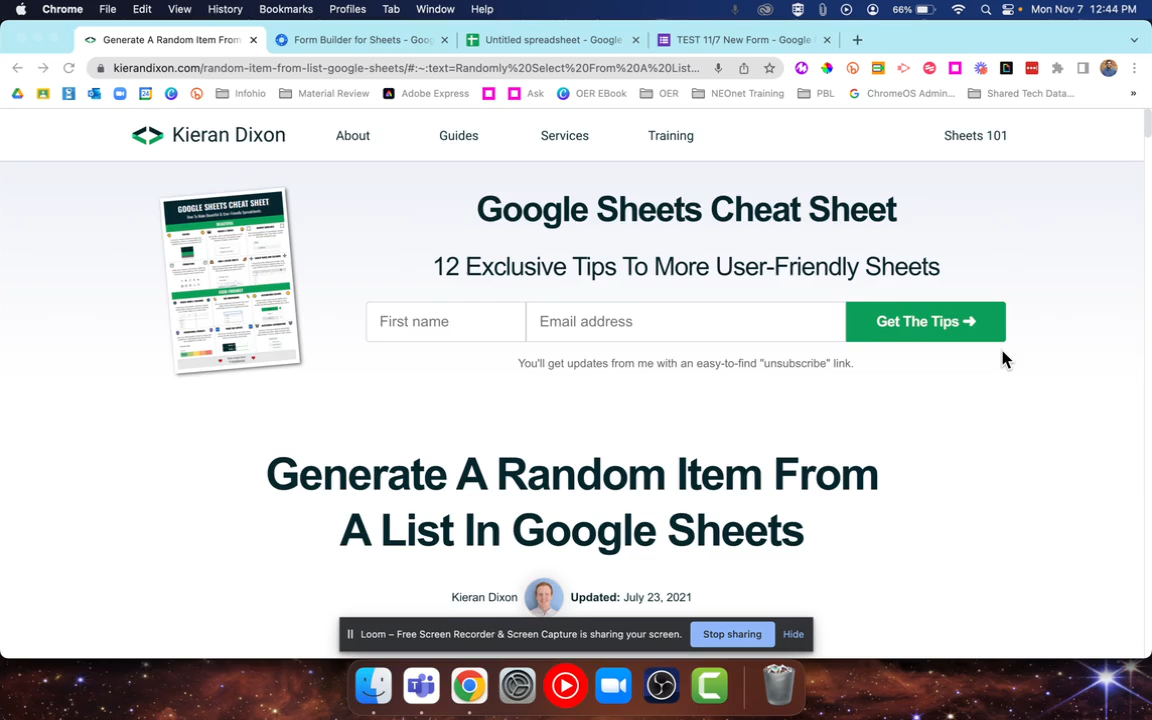 Chrome File Edit View History Bookmarks Profiles Tab Window Help 66% Mon Nov 7 12:44 PM
Generate A Random Item From Form Builder for Sheets - Goog Untitled spreadsheet - Google TEST 11/7 New Form - Google
kierandixon.com/random-item-from-list-google-sheets/#:~:text=Randomly%20Select%20From%20A%20List...
Infohio Material Review Adobe Express Ask OER EBook OER NEOnet Training PBL ChromeOS Admin... Shared Tech Data... »
Kieran Dixon About Guides Services Training Sheets 101
GOOGLE SHEETS CHEAT SHEET
Google Sheets Cheat Sheet
12 Exclusive Tips To More User-Friendly Sheets
First name Email address Get The Tips ➜
You'll get updates from me with an easy-to-find "unsubscribe" link.
Generate A Random Item From
A List In Google Sheets
Kieran Dixon Updated: July 23, 2021
Loom – Free Screen Recorder & Screen Capture is sharing your screen. Stop sharing Hide